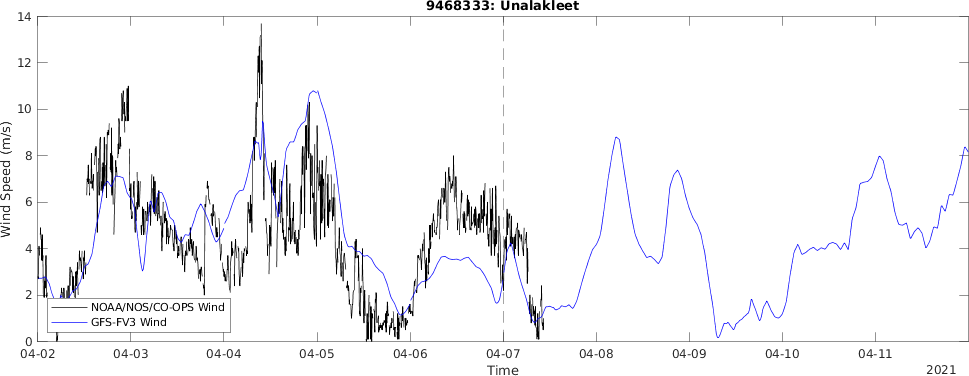 9468333: Unalakleet
Wind Speed (m/s)
14
12
10
8
6
4
2
0
NOAA/NOS/CO-OPS Wind
GFS-FV3 Wind
04-02 04-03 04-04 04-05 04-06 04-07 04-08 04-09 04-10 04-11
Time
2021